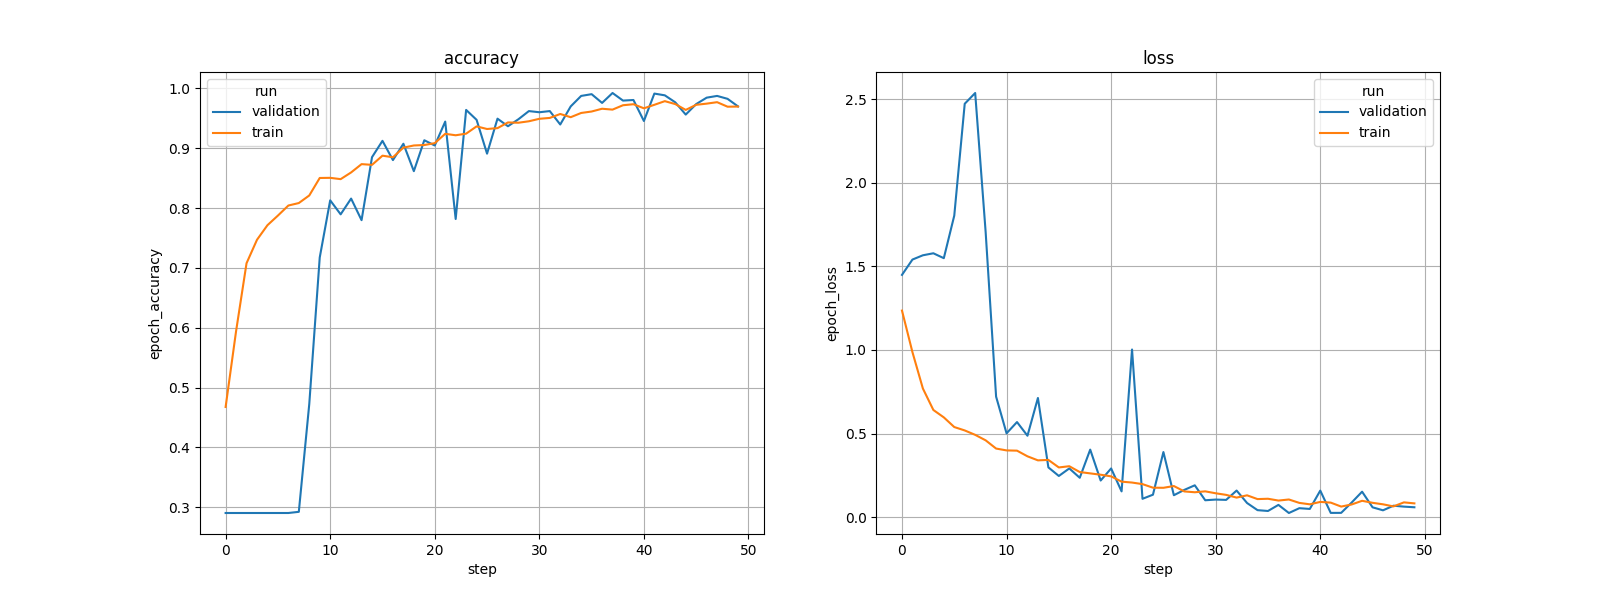 accuracy
run
validation
train
1.0
0.9
0.8
0.7
0.6
0.5
0.4
0.3
epoch_accuracy
0 10 20 30 40 50
step
loss
run
validation
train
2.5
2.0
1.5
1.0
0.5
0.0
epoch_loss
0 10 20 30 40 50
step